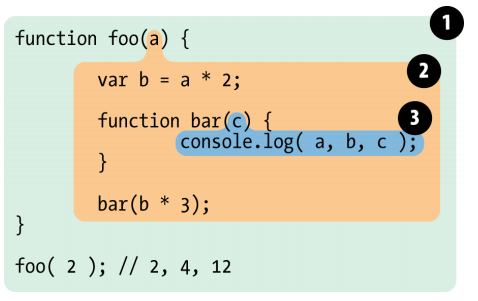 1
function foo(a) {
2
var b = a * 2;
3
function bar(c) {
console.log( a, b, c );
}
bar(b * 3);
}
foo( 2 ); // 2, 4, 12